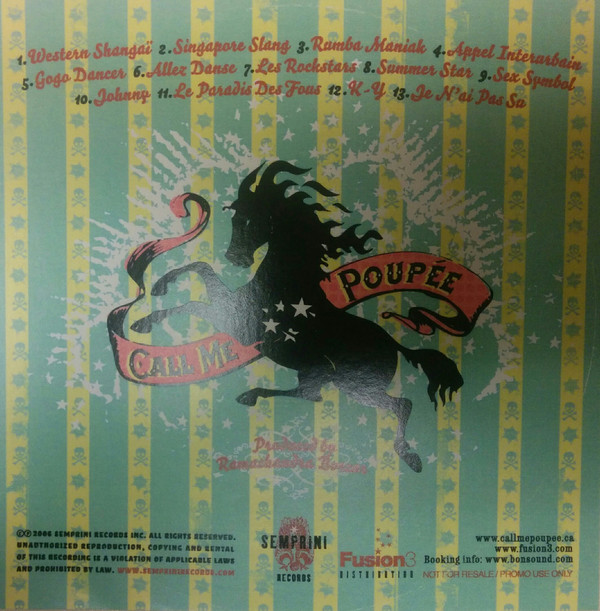 1. Western Shangaï 2. Singapore Slang 3. Rumba Maniak 4. Appel Interurbain
5. Gogo Dancer 6. Allez Danse 7. Les Rockstars 8. Summer Star 9. Sex Symbol
10. Johnny 11. Le Paradis Des Fous 12. K-Y 13. Je N'ai Pas Su
POUPÉE
CALL ME
Produced by
Ramachandra
©℗2006 SEMPRINI RECORDS INC. ALL RIGHTS RESERVED.
UNAUTHORIZED REPRODUCTION, COPYING AND RENTAL
OF THIS RECORDING IS A VIOLATION OF APPLICABLE LAWS
AND PROHIBITED BY LAW. WWW.SEMPRINIRECORDS.COM
SEMPRINI
RECORDS
Fusion3
DISTRIBUTION
www.callmepoupee.ca
www.fusion3.com
Booking info: www.bonsound.com
NOT FOR RESALE / PROMO USE ONLY